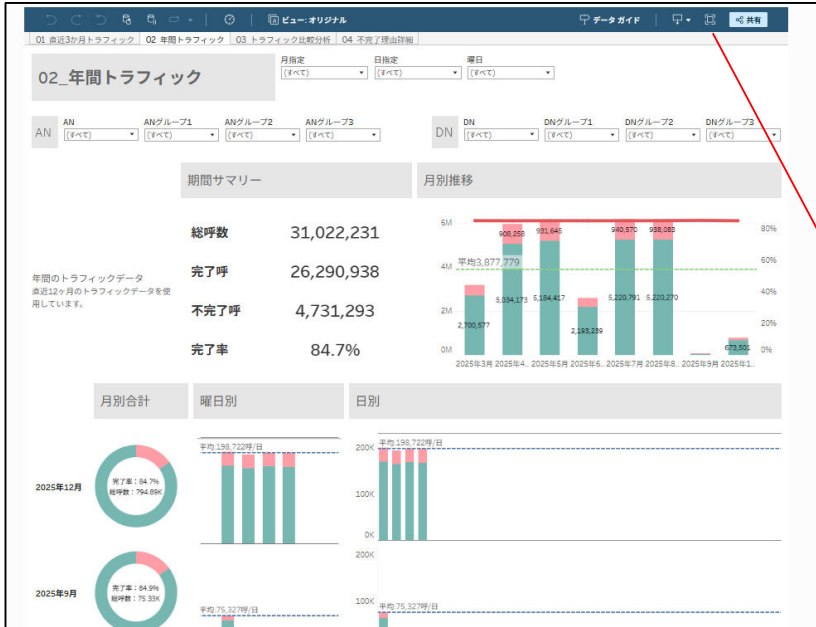 ビュー: オリジナル
データ ガイド
共有
01 直近3か月トラフィック 02 年間トラフィック 03 トラフィック比較分析 04 不完了理由詳細
02_年間トラフィック
月指定 日指定 曜日
(すべて) (すべて) (すべて)
AN
AN ANグループ1 ANグループ2 ANグループ3
(すべて) (すべて) (すべて) (すべて)
DN
DN DNグループ1 DNグループ2 DNグループ3
(すべて) (すべて) (すべて) (すべて)
期間サマリー
総呼数 31,022,231
完了呼 26,290,938
不完了呼 4,731,293
完了率 84.7%
年間のトラフィックデータ
直近12ヶ月のトラフィックデータを使
用しています。
月別推移
6M
4M
2M
0M
平均3,877,779
908,258 931,645 940,570 938,083
2,700,577 5,034,173 5,184,417 2,193,239 5,220,791 5,220,270 673,501
80%
60%
40%
20%
0%
2025年3月 2025年4.. 2025年5月 2025年6月 2025年7月 2025年8.. 2025年9月 2025年1..
月別合計
曜日別
日別
2025年12月
完了率：84.7%
総呼数：794.89K
平均:198,722呼/日
200K
100K
0K
平均:198,722呼/日
2025年9月
完了率：84.9%
総呼数：75.33K
平均:75,327呼/日
200K
100K
平均:75,327呼/日